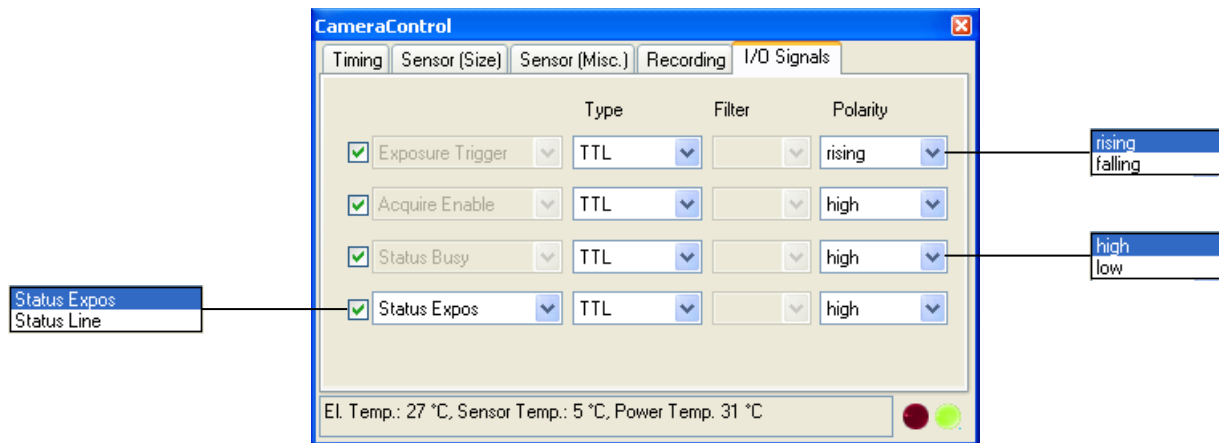 CameraControl
Timing Sensor (Size) Sensor (Misc.) Recording I/O Signals
Type Filter Polarity
Exposure Trigger TTL rising
rising
falling
Acquire Enable TTL high
Status Busy TTL high
high
low
Status Expos
Status Line
Status Expos TTL high
El. Temp.: 27 °C, Sensor Temp.: 5 °C, Power Temp. 31 °C